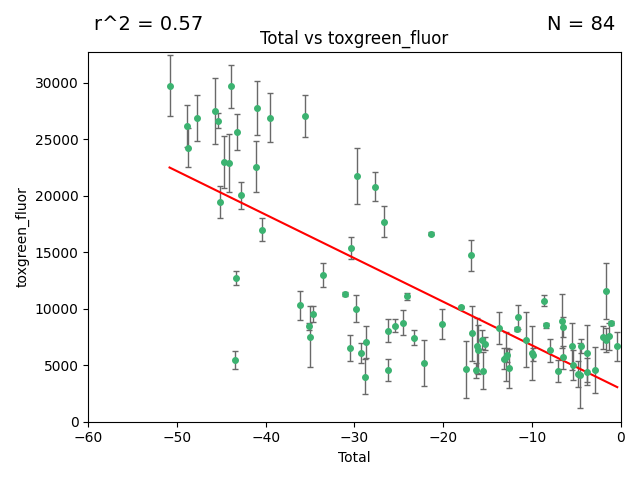 r^2 = 0.57
N = 84
Total vs toxgreen_fluor
30000
25000
20000
15000
10000
5000
0
toxgreen_fluor
−60
−50
−40
−30
−20
−10
0
Total